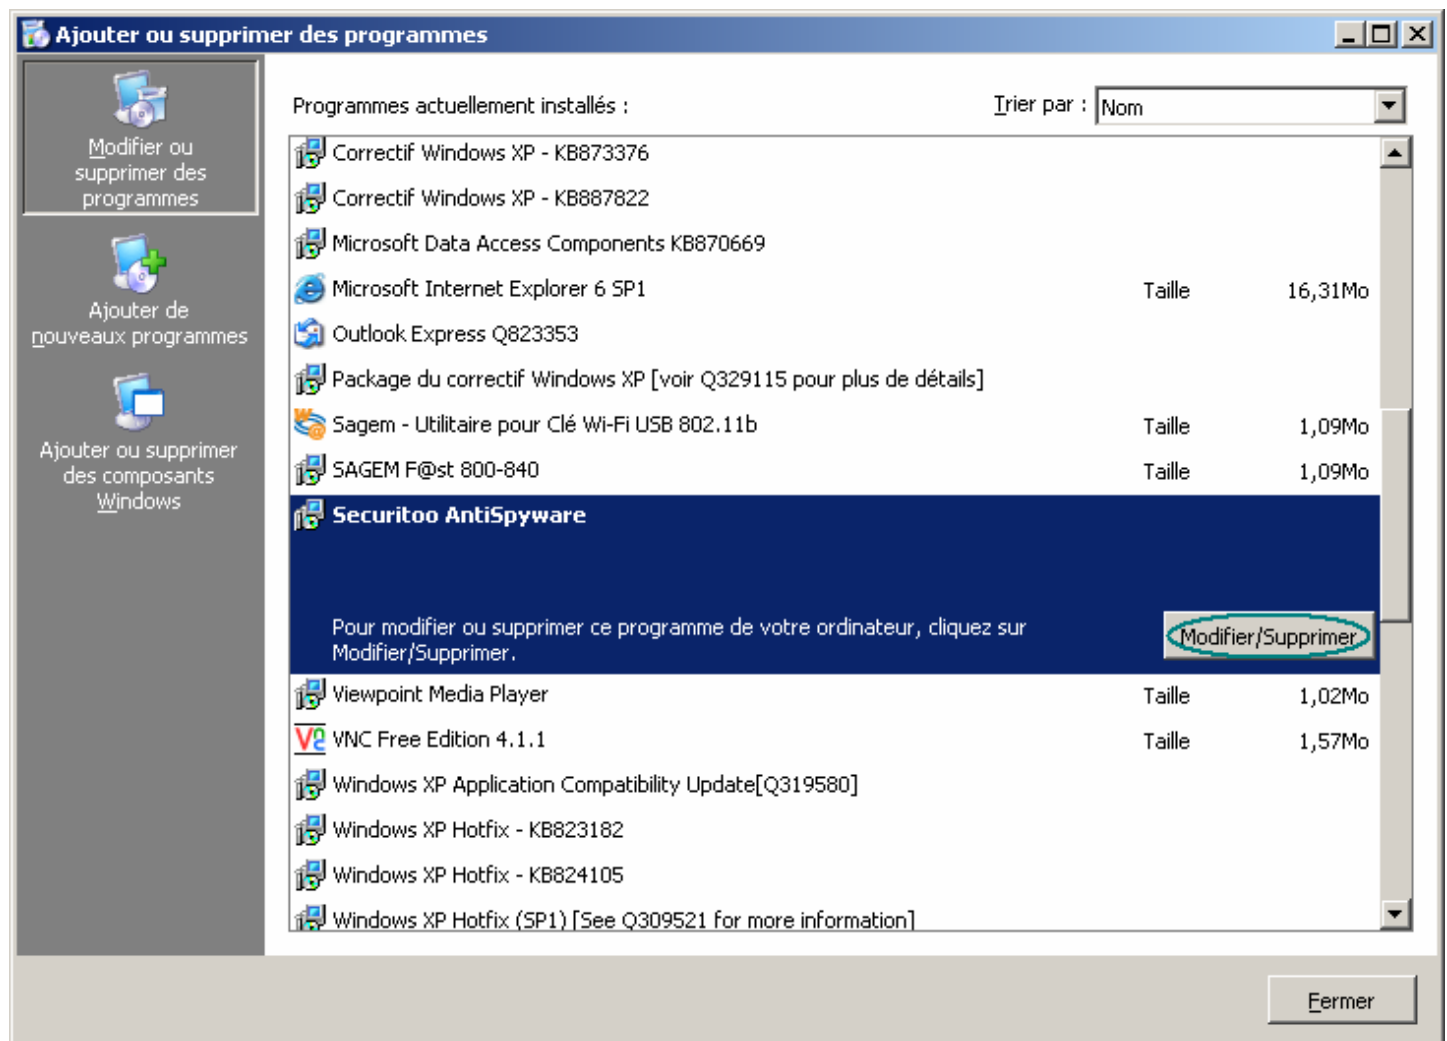 Ajouter ou supprimer des programmes
Modifier ou
supprimer des
programmes
Ajouter de
nouveaux programmes
Ajouter ou supprimer
des composants
Windows
Programmes actuellement installés :
Trier par : Nom
Correctif Windows XP - KB873376
Correctif Windows XP - KB887822
Microsoft Data Access Components KB870669
Microsoft Internet Explorer 6 SP1 Taille 16,31Mo
Outlook Express Q823353
Package du correctif Windows XP [voir Q329115 pour plus de détails]
Sagem - Utilitaire pour Clé Wi-Fi USB 802.11b Taille 1,09Mo
SAGEM F@st 800-840 Taille 1,09Mo
Securitoo AntiSpyware
Pour modifier ou supprimer ce programme de votre ordinateur, cliquez sur
Modifier/Supprimer.
Modifier/Supprimer
Viewpoint Media Player Taille 1,02Mo
VNC Free Edition 4.1.1 Taille 1,57Mo
Windows XP Application Compatibility Update[Q319580]
Windows XP Hotfix - KB823182
Windows XP Hotfix - KB824105
Windows XP Hotfix (SP1) [See Q309521 for more information]
Fermer